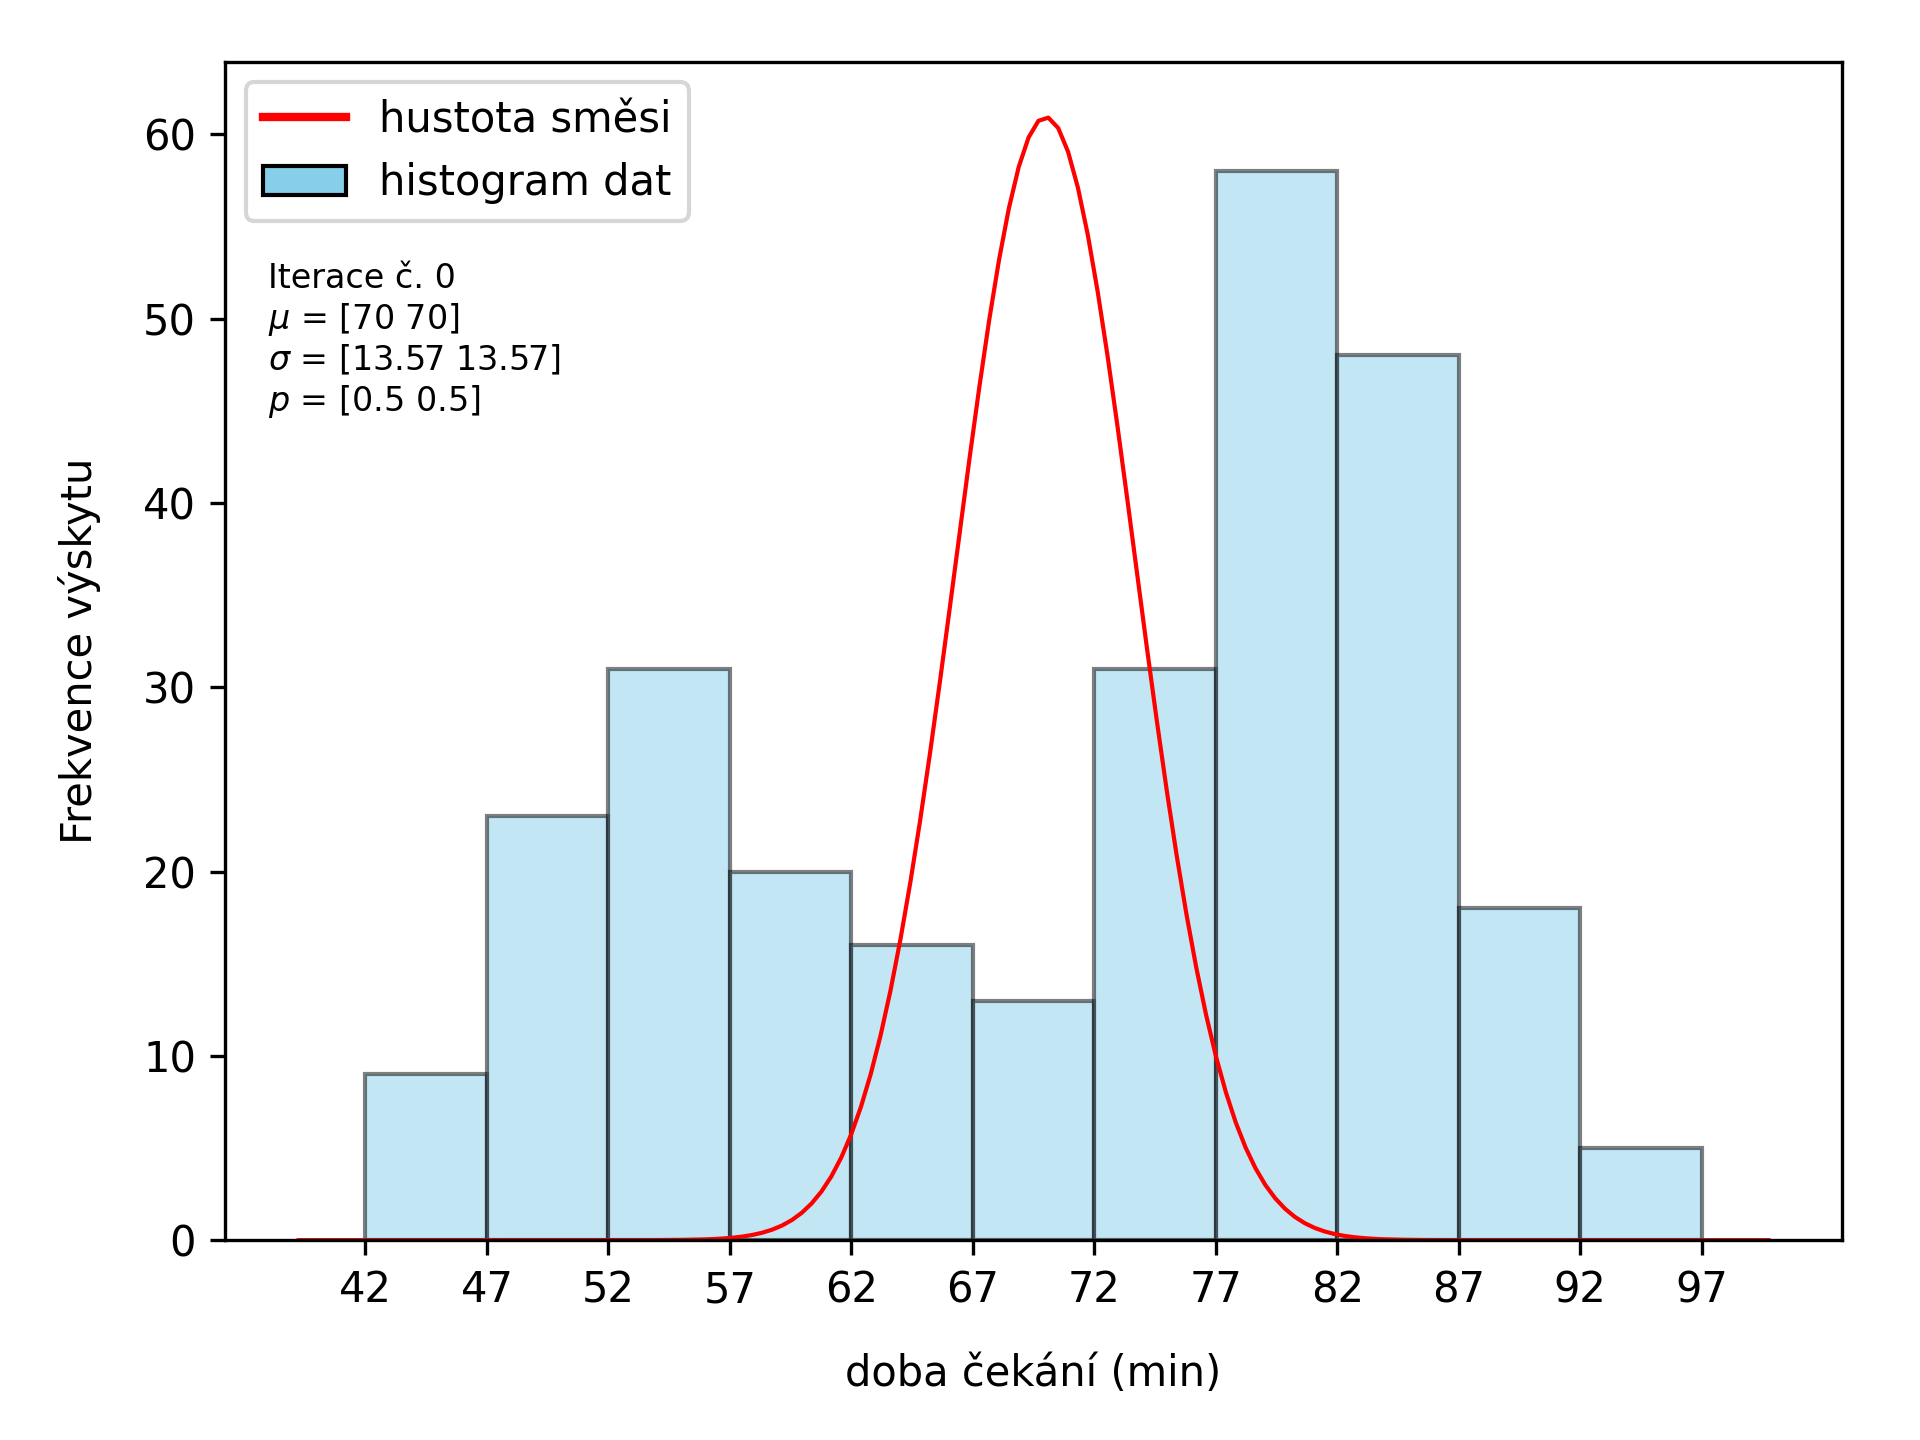 hustota směsi
histogram dat
Iterace č. 0
μ = [70 70]
σ = [13.57 13.57]
p = [0.5 0.5]
Frekvence výskytu
60
50
40
30
20
10
0
42 47 52 57 62 67 72 77 82 87 92 97
doba čekání (min)